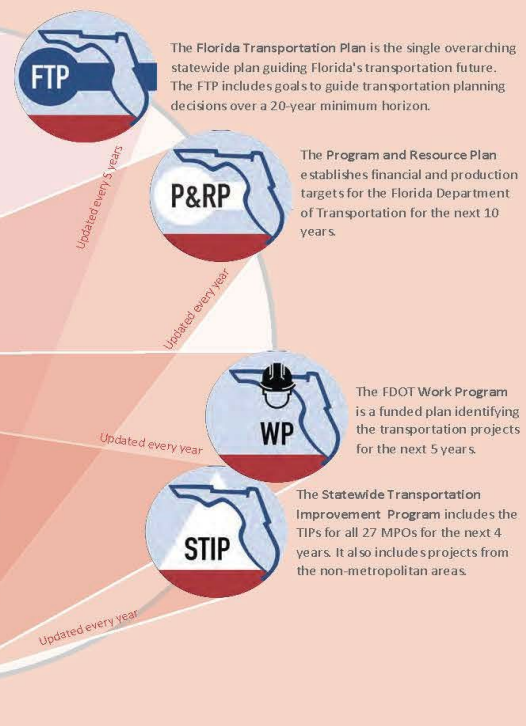 FTP
The Florida Transportation Plan is the single overarching
statewide plan guiding Florida's transportation future.
The FTP includes goals to guide transportation planning
decisions over a 20-year minimum horizon.
Updated every 5 years
P&RP
The Program and Resource Plan
establishes financial and production
targets for the Florida Department
of Transportation for the next 10
years.
Updated every year
WP
The FDOT Work Program
is a funded plan identifying
the transportation projects
for the next 5 years.
Updated every year
STIP
The Statewide Transportation
Improvement Program includes the
TIPs for all 27 MPOs for the next 4
years. It also includes projects from
the non-metropolitan areas.
Updated every year